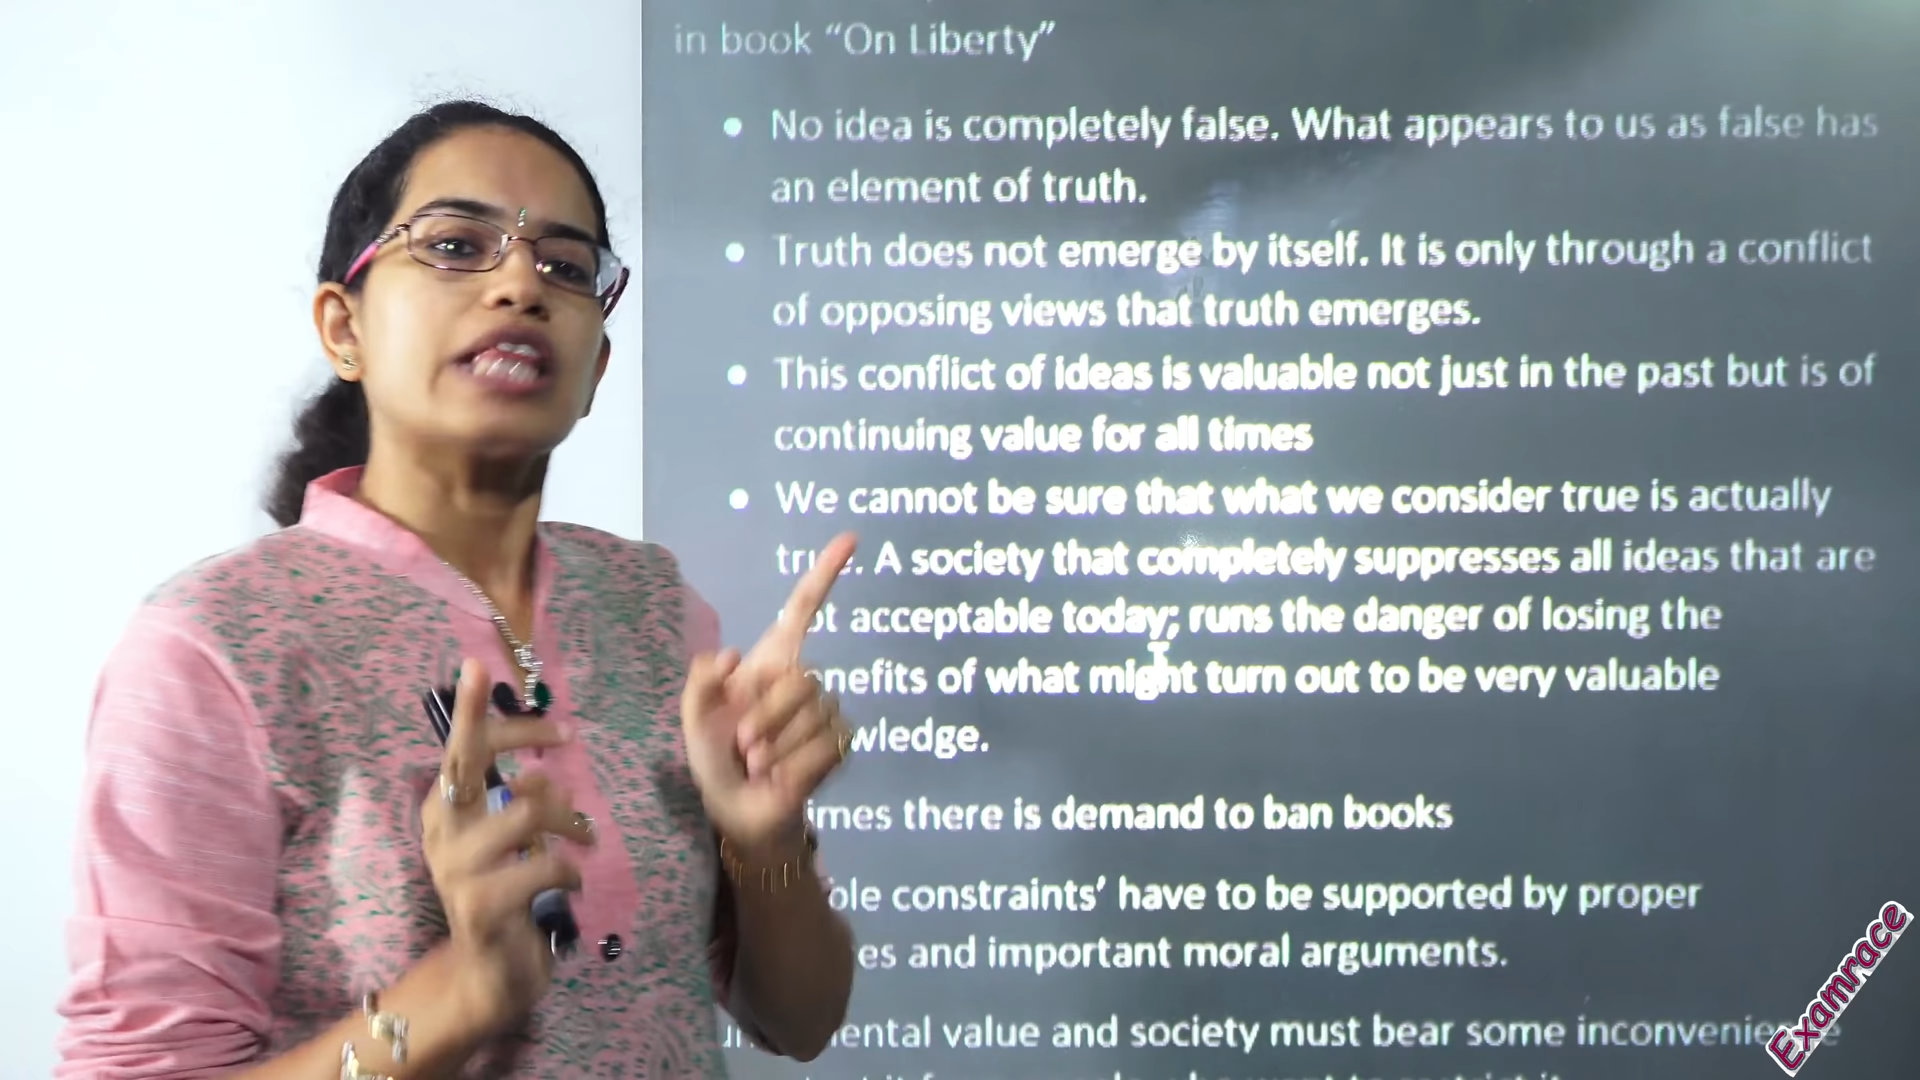 in book “On Liberty”
• No idea is completely false. What appears to us as false has
an element of truth.
• Truth does not emerge by itself. It is only through a conflict
of opposing views that truth emerges.
• This conflict of ideas is valuable not just in the past but is of
continuing value for all times
• We cannot be sure that what we consider true is actually
true. A society that completely suppresses all ideas that are
acceptable today; runs the danger of losing the
of what might turn out to be very valuable
there is demand to ban books
constraints’ have to be supported by proper
and important moral arguments.
value and society must bear some
Examrace